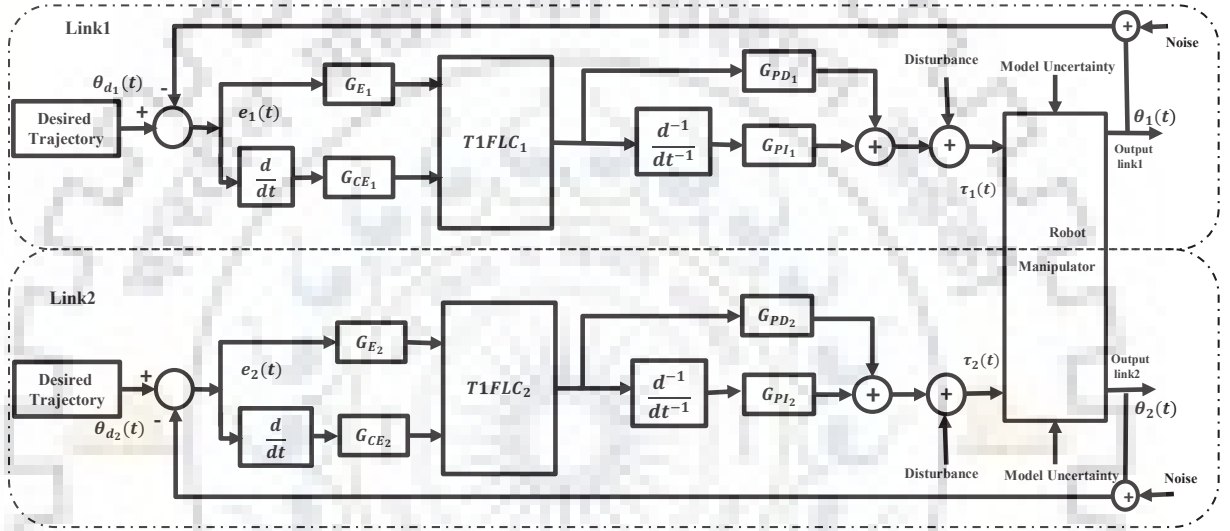 Link1
Noise
θd1(t)
-
+
Desired
Trajectory
e1(t)
GE1
d
dt
GCE1
T1FLC1
d⁻¹
dt⁻¹
GPD1
GPI1
+
Disturbance
+
Model Uncertainty
τ1(t)
+
θ1(t)
Output
link1
Robot
Manipulator
Link2
Desired
Trajectory
+
θd2(t)
-
e2(t)
GE2
d
dt
GCE2
T1FLC2
d⁻¹
dt⁻¹
GPD2
GPI2
+
τ2(t)
+
Disturbance
Model Uncertainty
Output
link2
θ2(t)
+
Noise